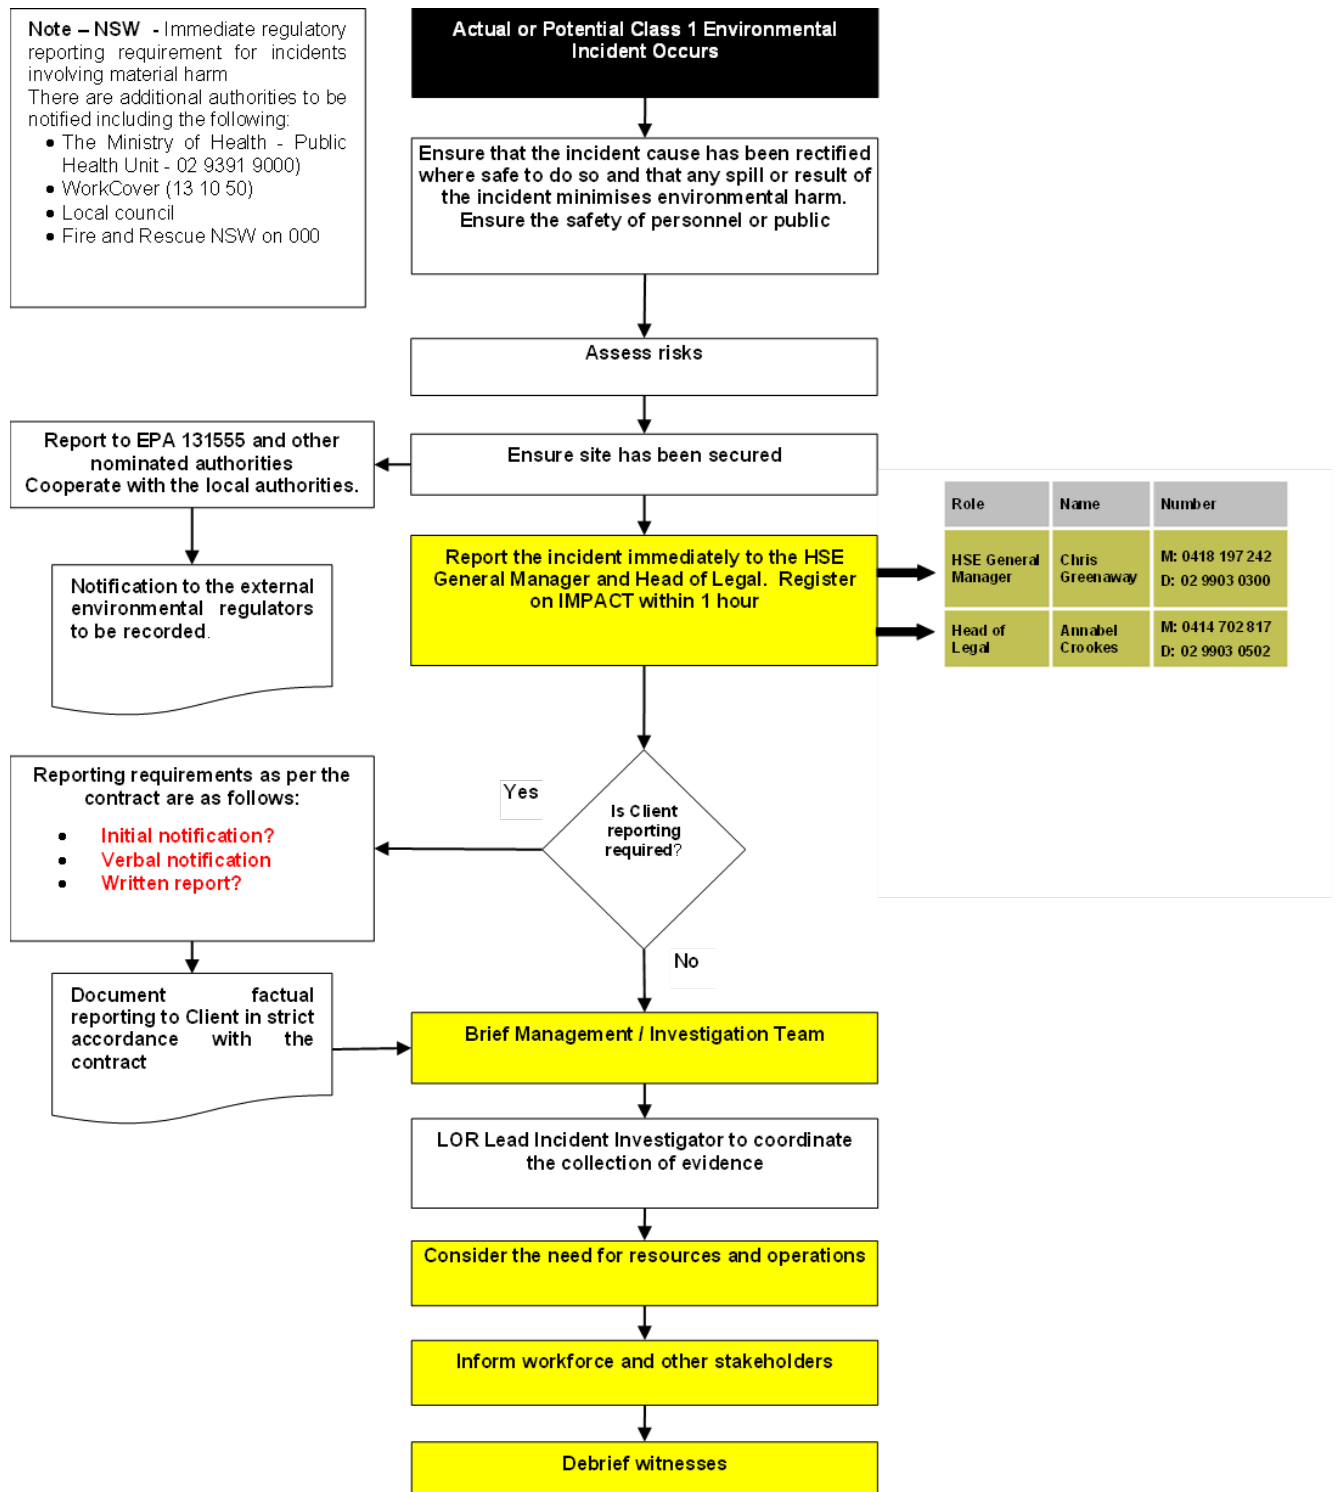 Note – NSW - Immediate regulatory
reporting requirement for incidents
involving material harm
There are additional authorities to be
notified including the following:
• The Ministry of Health - Public
Health Unit - 02 9391 9000)
• WorkCover (13 10 50)
• Local council
• Fire and Rescue NSW on 000
Actual or Potential Class 1 Environmental
Incident Occurs
Ensure that the incident cause has been rectified
where safe to do so and that any spill or result of
the incident minimises environmental harm.
Ensure the safety of personnel or public
Assess risks
Ensure site has been secured
Report to EPA 131555 and other
nominated authorities
Cooperate with the local authorities.
Notification to the external
environmental regulators
to be recorded.
Report the incident immediately to the HSE
General Manager and Head of Legal. Register
on IMPACT within 1 hour
Role Name Number
HSE General
Manager
Chris
Greenaway
M: 0418 197 242
D: 02 9903 0300
Head of
Legal
Annabel
Crookes
M: 0414 702 817
D: 02 9903 0502
Is Client
reporting
required?
Yes
No
Reporting requirements as per the
contract are as follows:
• Initial notification?
• Verbal notification
• Written report?
Document factual
reporting to Client in strict
accordance with the
contract
Brief Management / Investigation Team
LOR Lead Incident Investigator to coordinate
the collection of evidence
Consider the need for resources and operations
Inform workforce and other stakeholders
Debrief witnesses